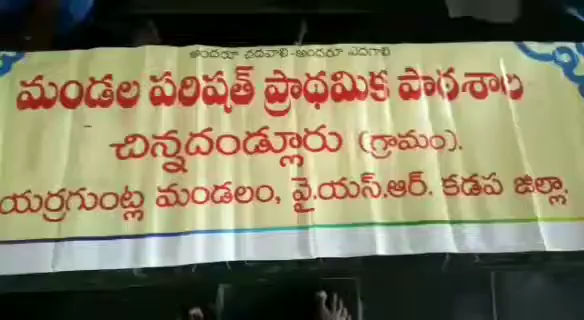 అందరూ చదవాలి-అందరూ ఎదగాలి
మండల పరిషత్ ప్రాథమిక పాఠశాల
చిన్నదండ్లూరు (గ్రామం).
యర్రగుంట్ల మండలం, వై.యస్.ఆర్. కడప జిల్లా.